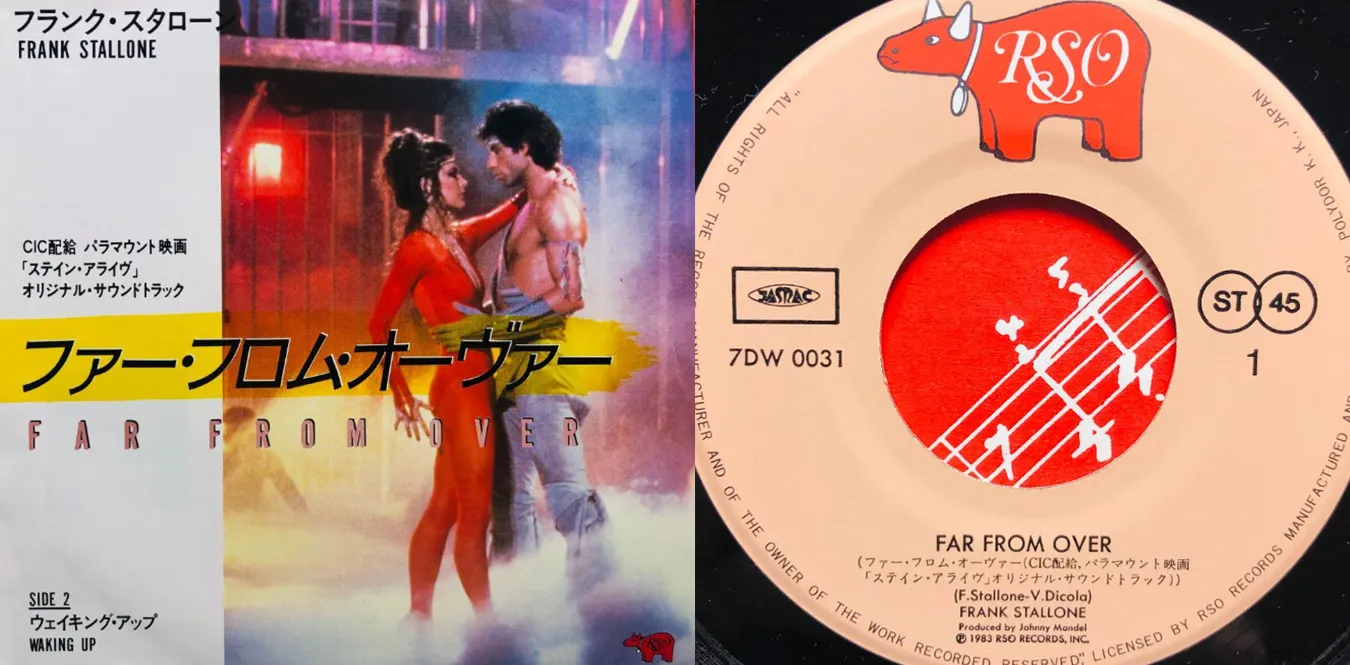 フランク・スタローン
FRANK STALLONE
CIC配給 パラマウント映画
「ステイン・アライヴ」
オリジナル・サウンドトラック
ファー・フロム・オーヴァー
FAR FROM OVER
SIDE 2
ウェイキング・アップ
WAKING UP
RSO
RSO
"ALL RIGHTS OF THE RECORD MANUFACTURER AND OF THE OWNER OF THE WORK RECORDED RESERVED", LICENSED BY RSO RECORDS MANUFACTURED AND
BY POLYDOR K.K., JAPAN
JASRAC
7DW 0031
ST 45
1
FAR FROM OVER
(ファー・フロム・オーヴァー(CIC配給,パラマウント映画
「ステイン・アライヴ」オリジナル・サウンドトラック))
(F.Stallone-V.Dicola)
FRANK STALLONE
Produced by Johnny Mandel
℗ 1983 RSO RECORDS, INC.